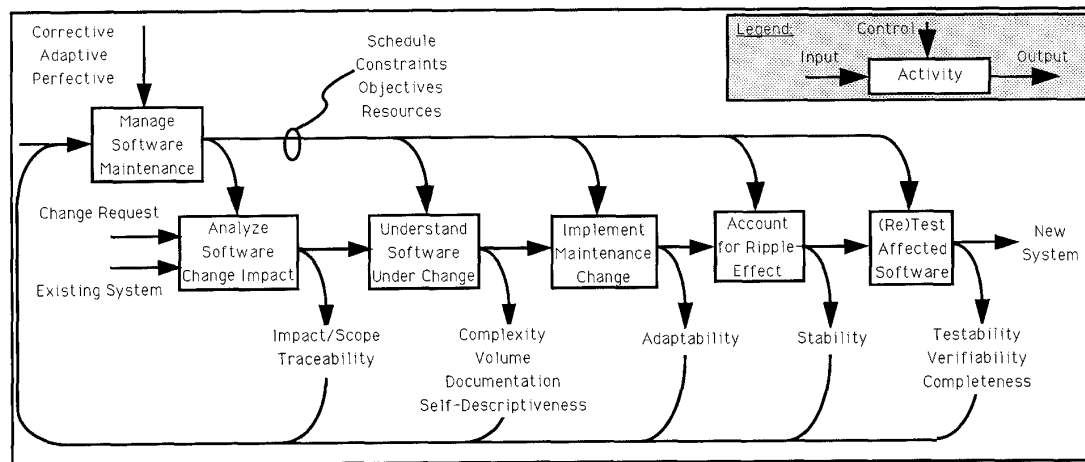 Corrective
Adaptive
Perfective
Schedule
Constraints
Objectives
Resources
Legend:
Control
Input
Output
Activity
Manage
Software
Maintenance
Change Request
Existing System
Analyze
Software
Change Impact
Understand
Software
Under Change
Implement
Maintenance
Change
Account
for Ripple
Effect
(Re)Test
Affected
Software
New
System
Impact/Scope
Traceability
Complexity
Volume
Documentation
Self-Descriptiveness
Adaptability
Stability
Testability
Verifiability
Completeness